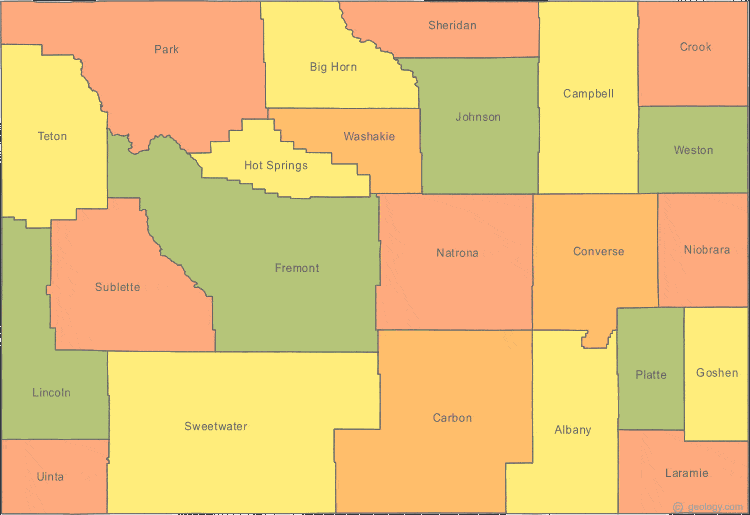 Sheridan
Park
Crook
Big Horn
Campbell
Johnson
Teton
Washakie
Weston
Hot Springs
Natrona
Converse
Niobrara
Fremont
Sublette
Platte
Goshen
Lincoln
Carbon
Sweetwater
Albany
Uinta
Laramie
© geology.com